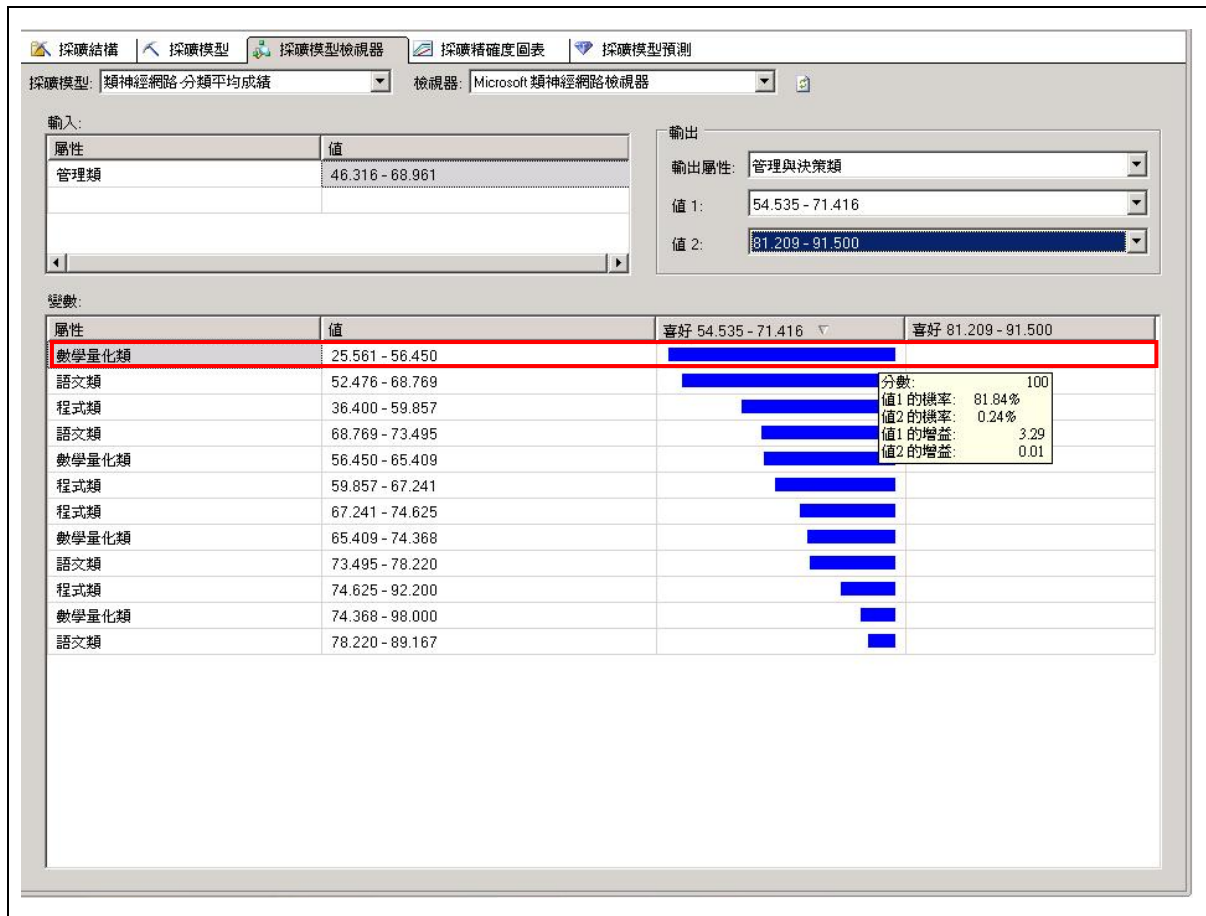 採礦結構 採礦模型 採礦模型檢視器 採礦精確度圖表 採礦模型預測
採礦模型: 類神經網路-分類平均成績 檢視器: Microsoft 類神經網路檢視器
輸入:
屬性 值
管理類 46.316 - 68.961
輸出
輸出屬性: 管理與決策類
值 1: 54.535 - 71.416
值 2: 81.209 - 91.500
變數:
屬性 值 喜好 54.535 - 71.416 喜好 81.209 - 91.500
數學量化類 25.561 - 56.450
語文類 52.476 - 68.769
程式類 36.400 - 59.857
語文類 68.769 - 73.495
數學量化類 56.450 - 65.409
程式類 59.857 - 67.241
程式類 67.241 - 74.625
數學量化類 65.409 - 74.368
語文類 73.495 - 78.220
程式類 74.625 - 92.200
數學量化類 74.368 - 98.000
語文類 78.220 - 89.167
分數: 100
值1 的機率: 81.84%
值2 的機率: 0.24%
值1 的增益: 3.29
值2 的增益: 0.01